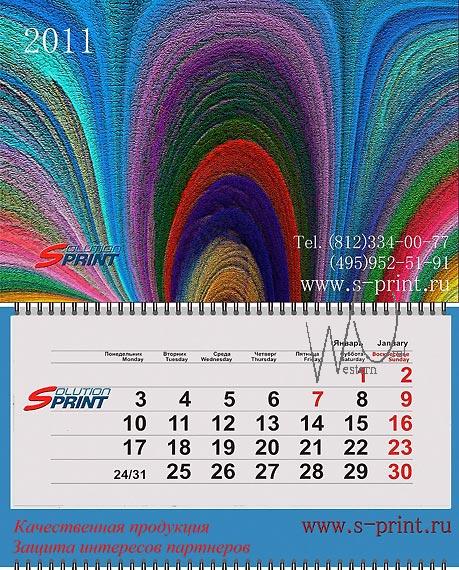 2011
SOLUTION
SPRINT
Tel. (812)334-00-77
(495)952-51-91
www.s-print.ru
Январь January
Понедельник Вторник Среда Четверг Пятница Суббота Воскресенье
Monday Tuesday Wednesday Thursday Friday Saturday Sunday
1 2
SOLUTION
SPRINT
3 4 5 6 7 8 9
10 11 12 13 14 15 16
17 18 19 20 21 22 23
24/31 25 26 27 28 29 30
Western
Качественная продукция
Защита интересов партнеров
www.s-print.ru